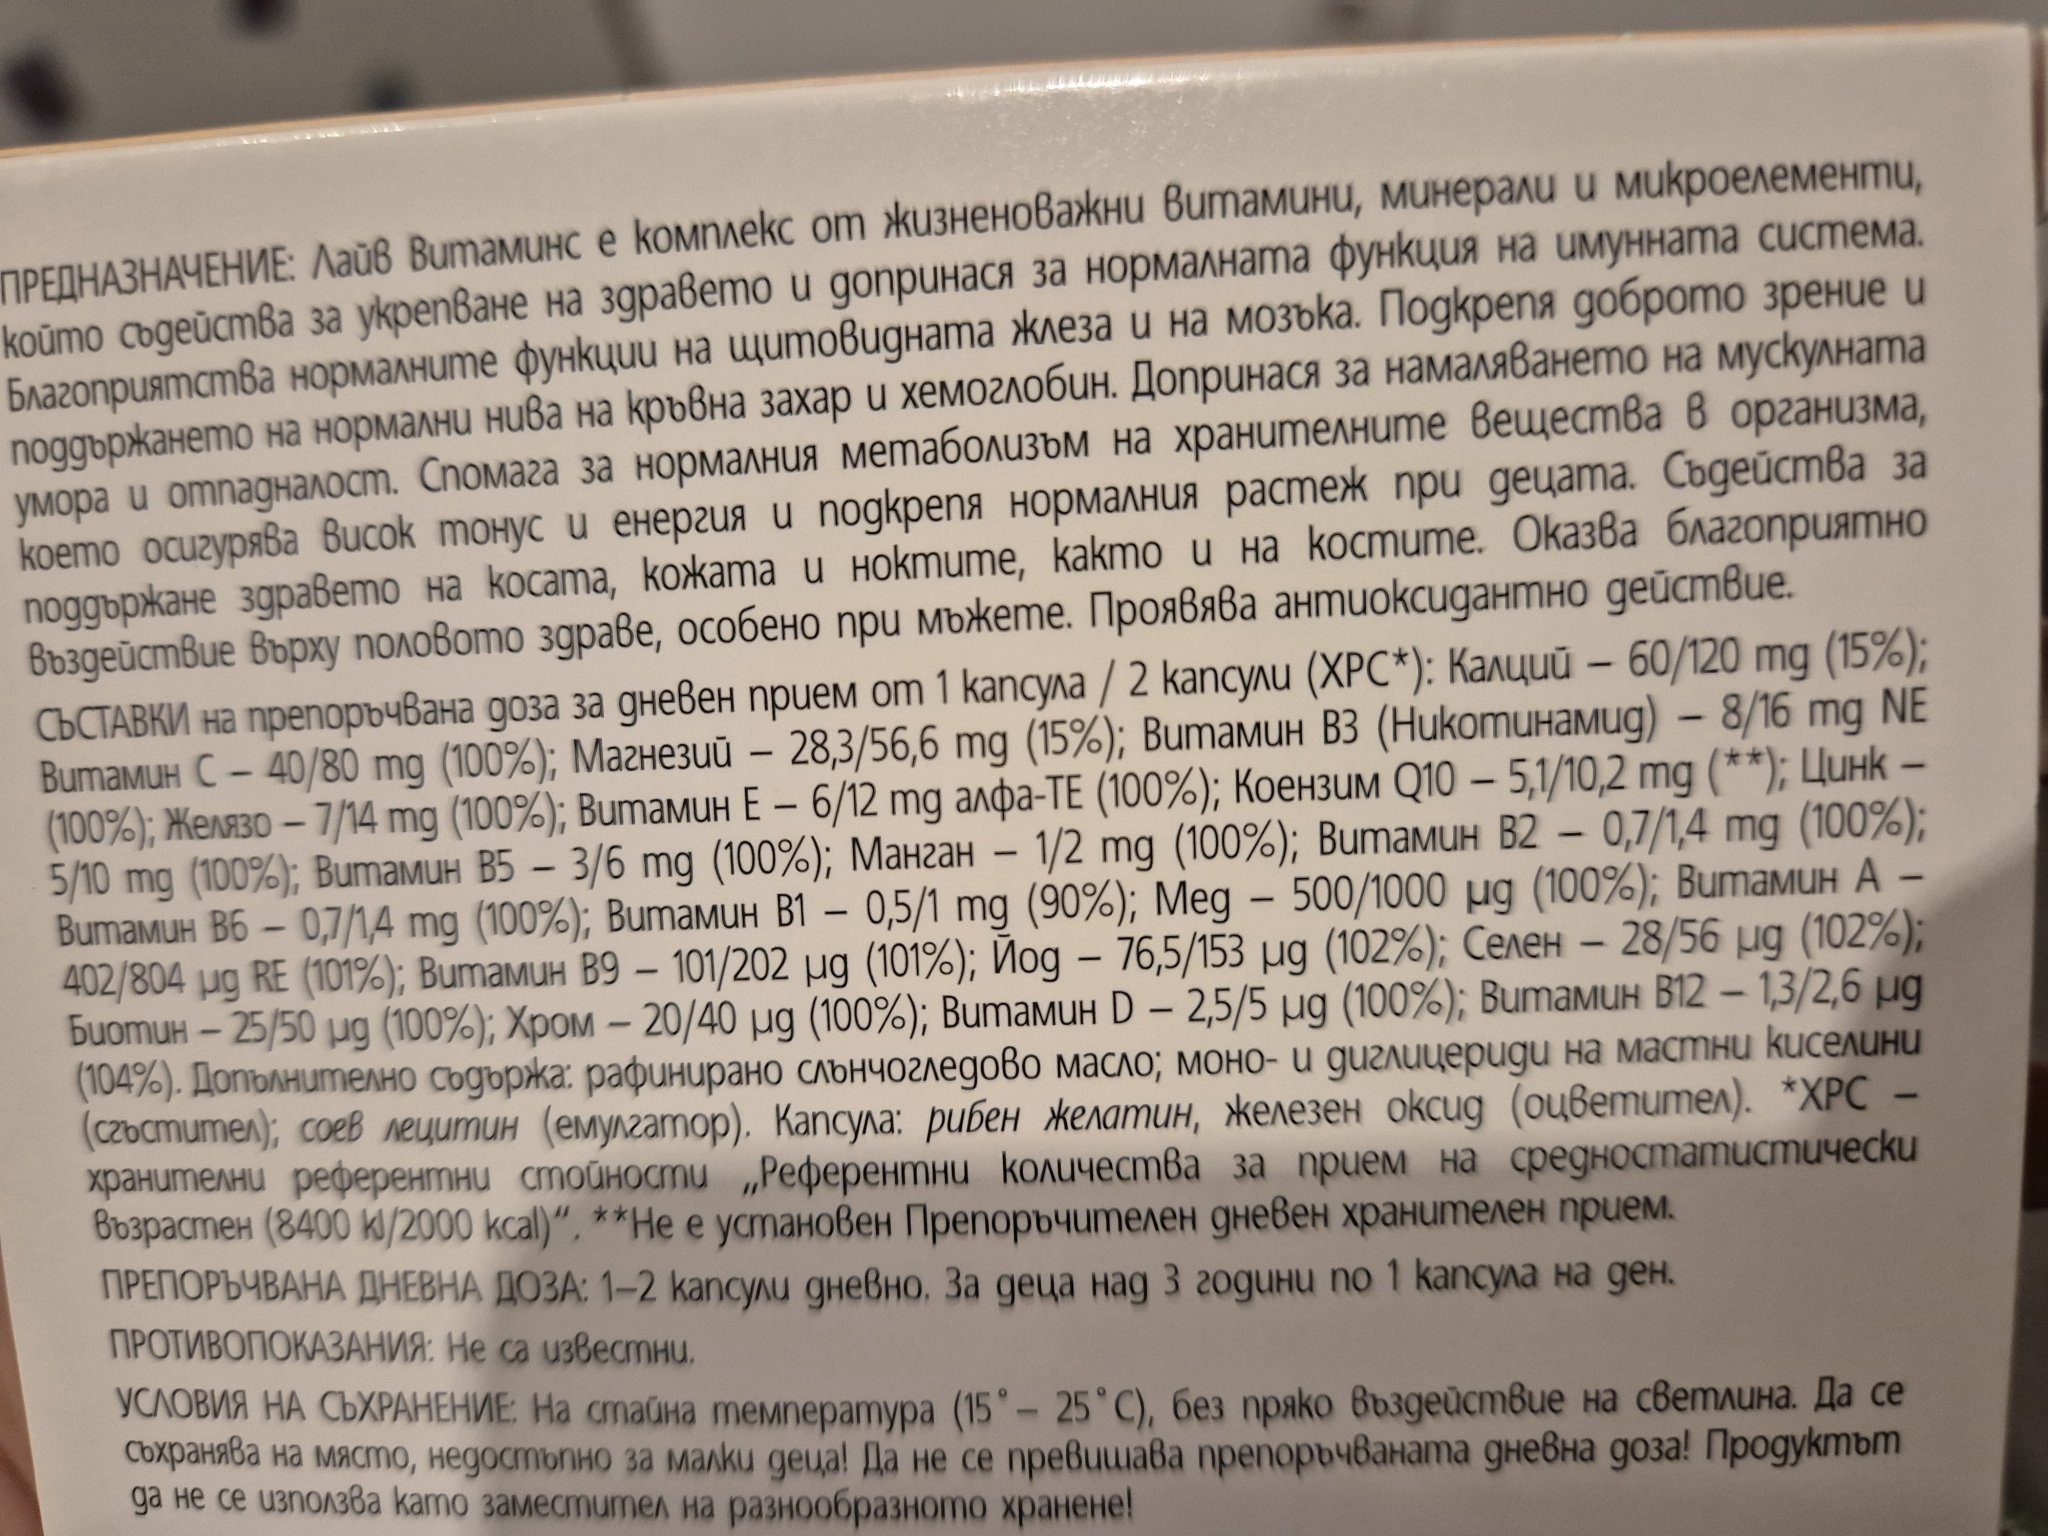 ПРЕДНАЗНАЧЕНИЕ: Лайв Витаминс е комплекс от жизненоважни витамини, минерали и микроелементи,
който съдейства за укрепване на здравето и допринася за нормалната функция на имунната система.
Благоприятства нормалните функции на щитовидната жлеза и на мозъка. Подкрепя доброто зрение и
поддържането на нормални нива на кръвна захар и хемоглобин. Допринася за намаляването на мускулната
умора и отпадналост. Спомага за нормалния метаболизъм на хранителните вещества в организма,
което осигурява висок тонус и енергия и подкрепя нормалния растеж при децата. Съдейства за
поддържане здравето на косата, кожата и ноктите, както и на костите. Оказва благоприятно
въздействие върху половото здраве, особено при мъжете. Проявява антиоксидантно действие.
СЪСТАВКИ на препоръчвана доза за дневен прием от 1 капсула / 2 капсули (ХРС*): Калций – 60/120 mg (15%);
Витамин C – 40/80 mg (100%); Магнезий – 28,3/56,6 mg (15%); Витамин B3 (Никотинамид) – 8/16 mg NE
(100%); Желязо – 7/14 mg (100%); Витамин E – 6/12 mg алфа-TE (100%); Коензим Q10 – 5,1/10,2 mg (**); Цинк –
5/10 mg (100%); Витамин B5 – 3/6 mg (100%); Манган – 1/2 mg (100%); Витамин B2 – 0,7/1,4 mg (100%);
Витамин B6 – 0,7/1,4 mg (100%); Витамин B1 – 0,5/1 mg (90%); Мед – 500/1000 µg (100%); Витамин A –
402/804 µg RE (101%); Витамин B9 – 101/202 µg (101%); Йод – 76,5/153 µg (102%); Селен – 28/56 µg (102%);
Биотин – 25/50 µg (100%); Хром – 20/40 µg (100%); Витамин D – 2,5/5 µg (100%); Витамин B12 – 1,3/2,6 µg
(104%). Допълнително съдържа: рафинирано слънчогледово масло; моно- и диглицериди на мастни киселини
(сгъстител); соев лецитин (емулгатор). Капсула: рибен желатин, железен оксид (оцветител). *ХРС –
хранителни референтни стойности „Референтни количества за прием на средностатистически
възрастен (8400 kJ/2000 kcal)“. **Не е установен Препоръчителен дневен хранителен прием.
ПРЕПОРЪЧВАНА ДНЕВНА ДОЗА: 1–2 капсули дневно. За деца над 3 години по 1 капсула на ден.
ПРОТИВОПОКАЗАНИЯ: Не са известни.
УСЛОВИЯ НА СЪХРАНЕНИЕ: На стайна температура (15˚– 25˚C), без пряко въздействие на светлина. Да се
съхранява на място, недостъпно за малки деца! Да не се превишава препоръчваната дневна доза! Продуктът
да не се използва като заместител на разнообразното хранене!